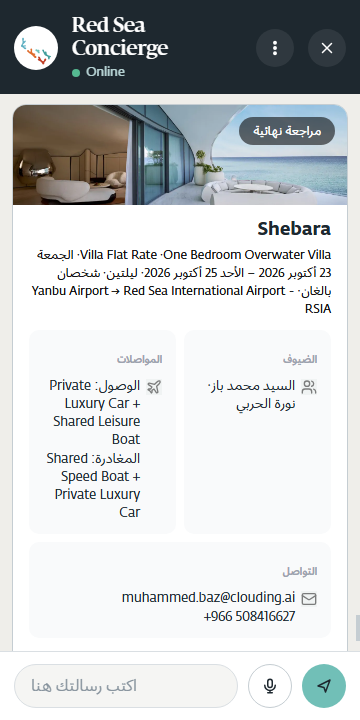 Red Sea
Concierge
Online
مراجعة نهائية
Shebara
Villa Flat Rate ·One Bedroom Overwater Villa· الجمعة
23 أكتوبر 2026 – الأحد 25 أكتوبر 2026· ليلتين· شخصان
بالغان· Yanbu Airport → Red Sea International Airport -
RSIA
الضيوف
السيد محمد باز·
نورة الحربي
المواصلات
الوصول: Private
Luxury Car +
Shared Leisure
Boat
المغادرة: Shared
Speed Boat +
Private Luxury
Car
التواصل
muhammed.baz@clouding.ai
+966 508416627
اكتب رسالتك هنا